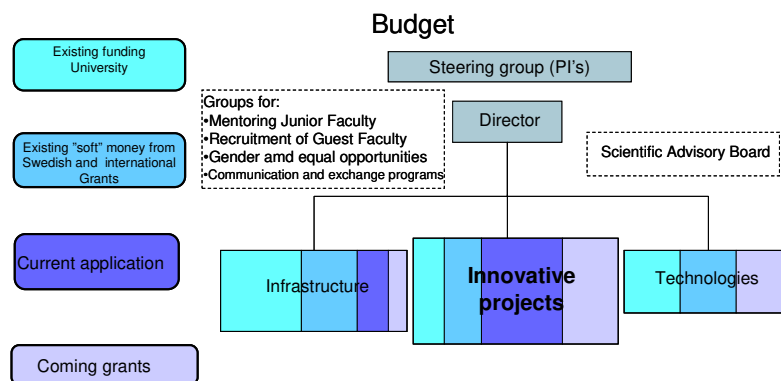 Budget
Existing funding
University
Steering group (PI's)
Groups for:
•Mentoring Junior Faculty
•Recruitment of Guest Faculty
•Gender amd equal opportunities
•Communication and exchange programs
Director
Existing "soft" money from
Swedish and international
Grants
Scientific Advisory Board
Current application
Infrastructure
Innovative
projects
Technologies
Coming grants